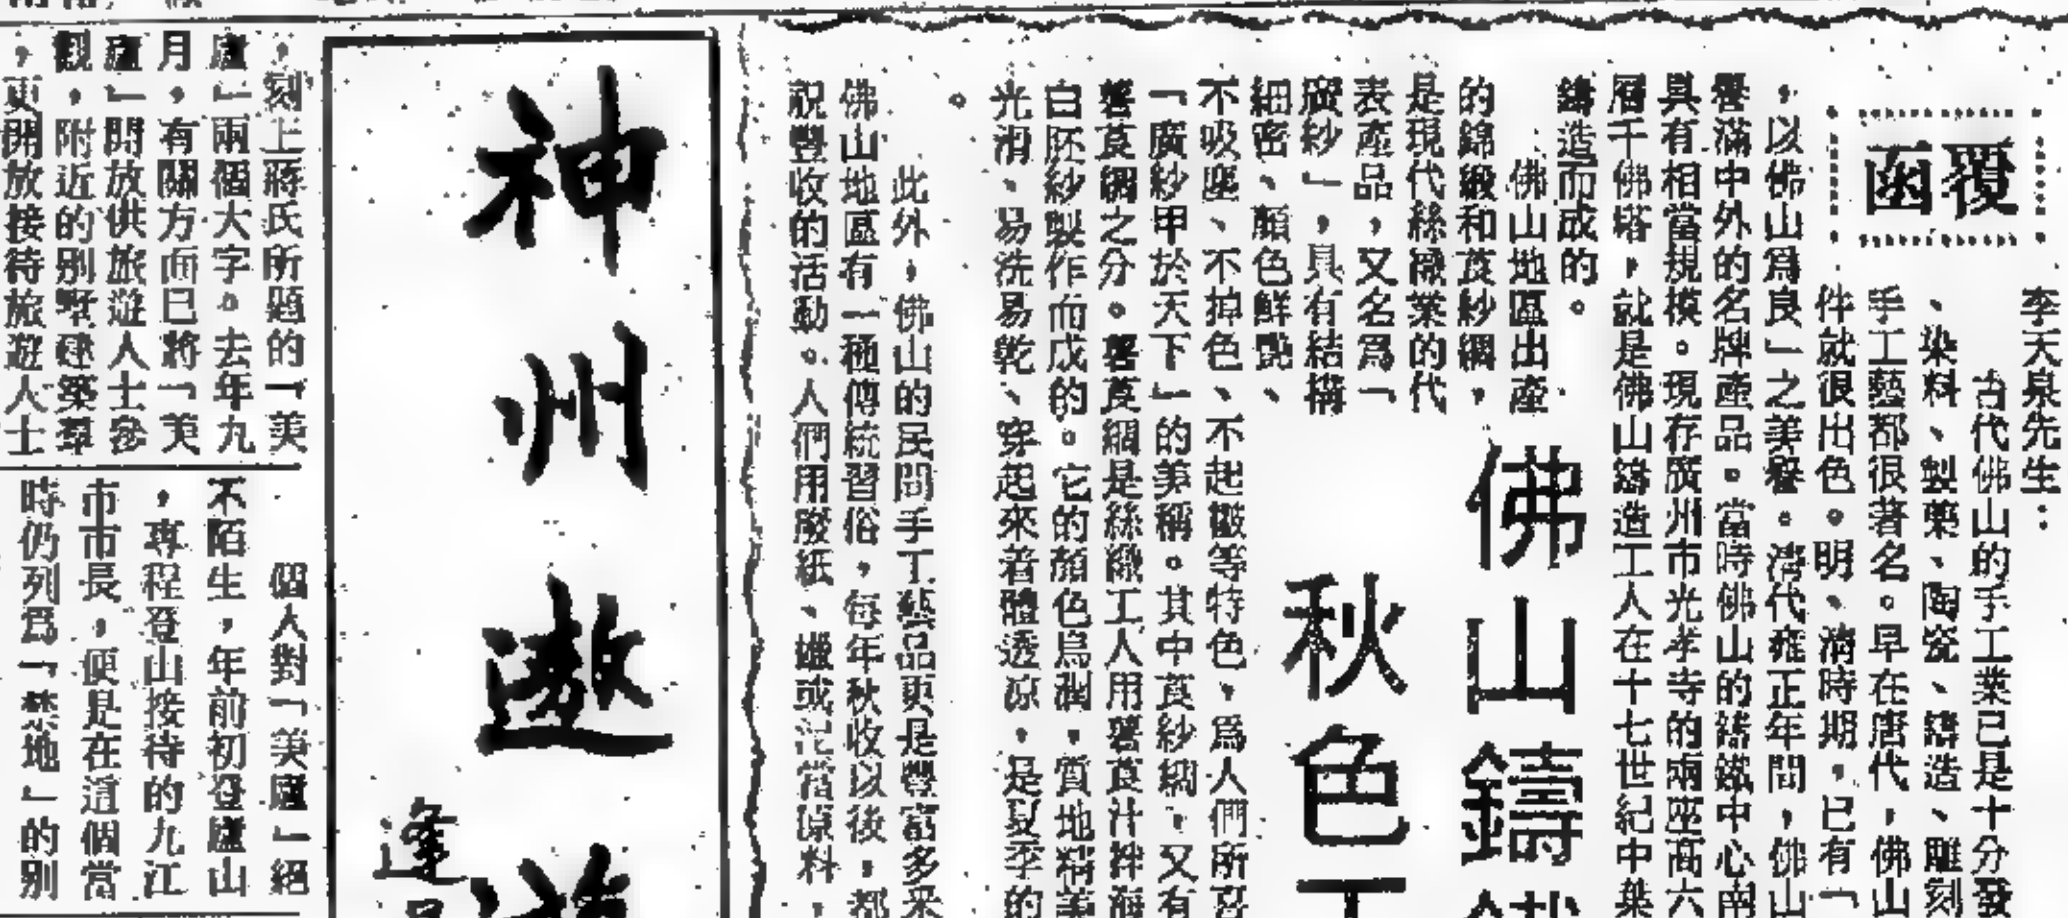 覆函
李天泉先生：
古代佛山的手工業已是十分發
、染料、製藥、陶瓷、鑄造、雕刻
手工藝都很著名。早在唐代，佛山
件就很出色。明、清時期，已有「
，以佛山爲良」之美譽。清代雍正年間，佛山
譽滿中外的名牌產品。當時佛山的鑄鐵中心南
具有相當規模。現存廣州市光孝寺的兩座高六
層千佛塔，就是佛山鑄造工人在十七世紀中葉
鑄造而成的。
佛山地區出產
的錦緞和莨紗綢，
是現代絲織業的代
表產品，又名爲「
廣紗」，具有結構
細密、顏色鮮艷、
佛山鑄鐵
秋色工
不吸塵、不掉色、不起皺等特色，爲人們所喜
「廣紗甲於天下」的美稱。其中莨紗綢，又有
薯莨綢之分。薯莨綢是絲織工人用薯莨汁拌海
白胚紗製作而成的。它的顏色烏潤，質地精美
光滑、易洗易乾、穿起來着體透凉，是夏季的
。
此外，佛山的民間手工藝品更是豐富多采
佛山地區有一種傳統習俗，每年秋收以後，都
祝豐收的活動。人們用廢紙、蠟或泥當原料，
神州遨遊
逢
，刻上蔣氏所題的「美
廬」兩個大字。去年九
月，有關方面已將「美
廬」開放供旅遊人士參
觀，附近的別墅建築羣
，更開放接待旅遊人士
個人對「美廬」絕
不陌生，年前初登廬山
，專程登山接待的九江
市市長，便是在這個當
時仍列爲「禁地」的別